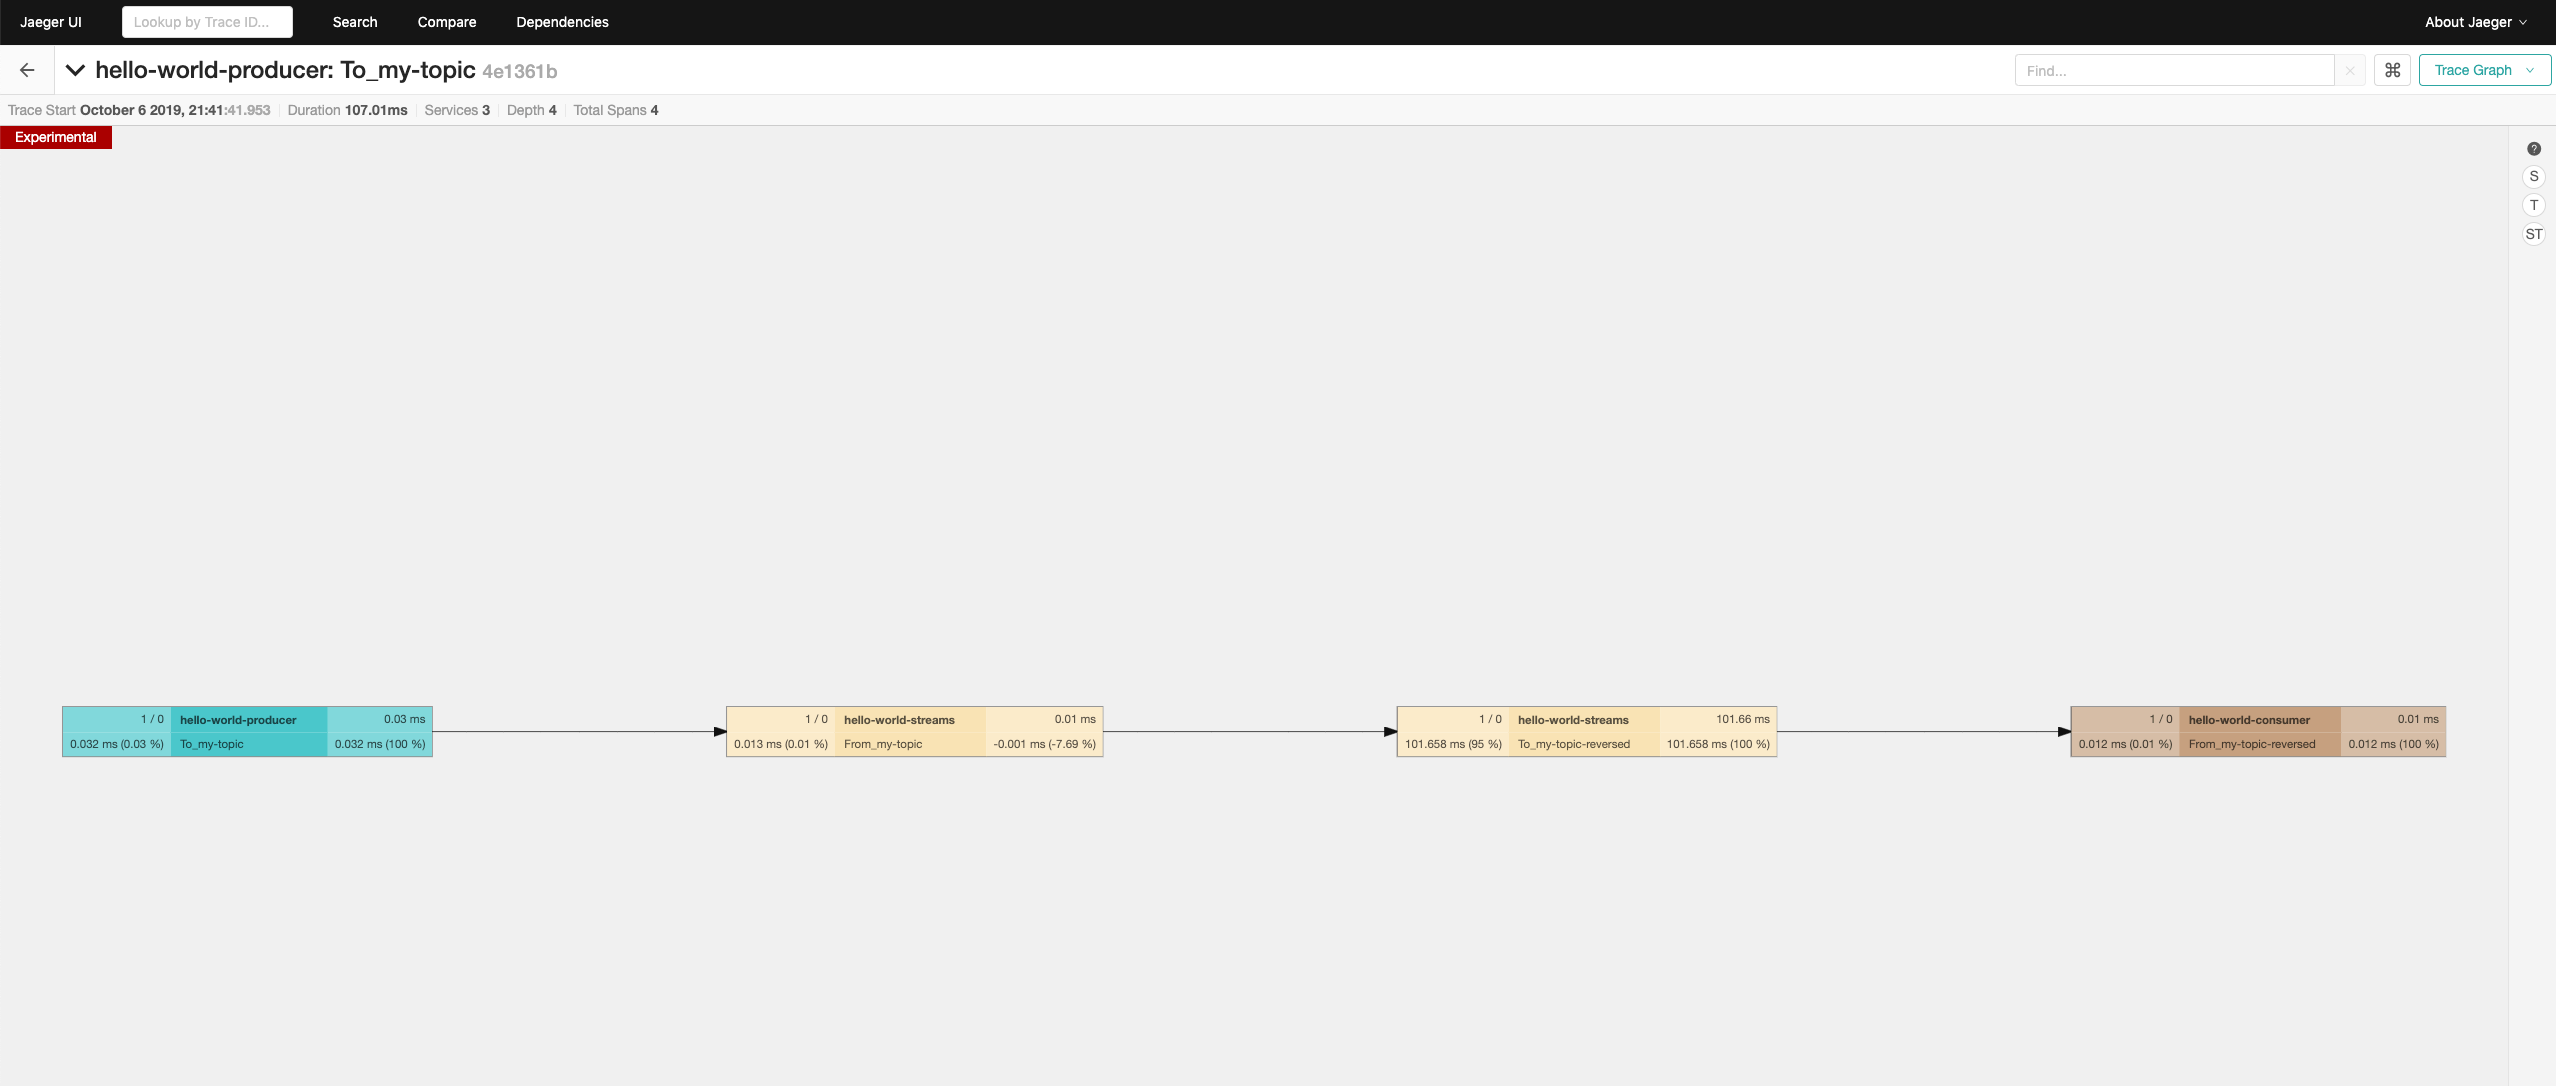 Jaeger UI Lookup by Trace ID... Search Compare Dependencies About Jaeger
hello-world-producer: To_my-topic 4e1361b Find... ⌘ Trace Graph
Trace Start October 6 2019, 21:41:41.953 Duration 107.01ms Services 3 Depth 4 Total Spans 4
Experimental
?
S
T
ST
1 / 0 hello-world-producer 0.03 ms
0.032 ms (0.03 %) To_my-topic 0.032 ms (100 %)
1 / 0 hello-world-streams 0.01 ms
0.013 ms (0.01 %) From_my-topic -0.001 ms (-7.69 %)
1 / 0 hello-world-streams 101.66 ms
101.658 ms (95 %) To_my-topic-reversed 101.658 ms (100 %)
1 / 0 hello-world-consumer 0.01 ms
0.012 ms (0.01 %) From_my-topic-reversed 0.012 ms (100 %)